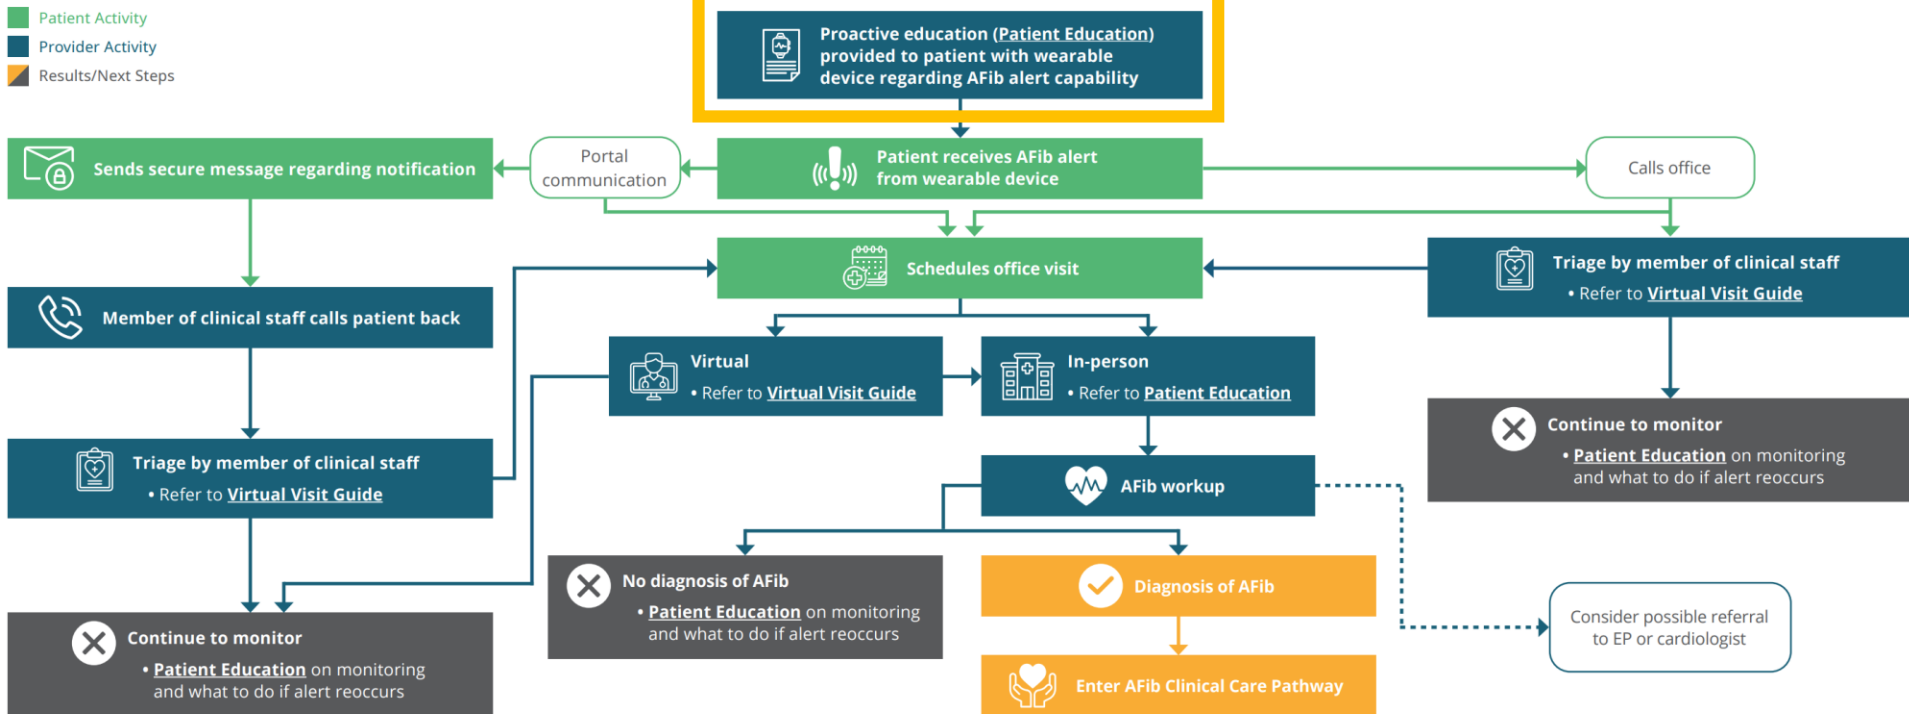 Patient Activity
Provider Activity
Results/Next Steps
Proactive education (Patient Education)
provided to patient with wearable
device regarding AFib alert capability
Sends secure message regarding notification
Portal
communication
Patient receives AFib alert
from wearable device
Calls office
Schedules office visit
Triage by member of clinical staff
• Refer to Virtual Visit Guide
Member of clinical staff calls patient back
Virtual
• Refer to Virtual Visit Guide
In-person
• Refer to Patient Education
Continue to monitor
• Patient Education on monitoring
and what to do if alert reoccurs
Triage by member of clinical staff
• Refer to Virtual Visit Guide
AFib workup
No diagnosis of AFib
• Patient Education on monitoring
and what to do if alert reoccurs
Diagnosis of AFib
Consider possible referral
to EP or cardiologist
Continue to monitor
• Patient Education on monitoring
and what to do if alert reoccurs
Enter AFib Clinical Care Pathway